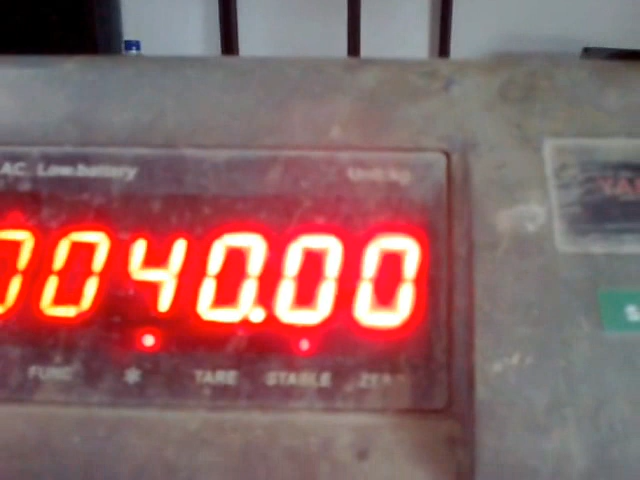 AC Low battery Unit:kg
0040.00
FUNC * TARE STABLE ZERO